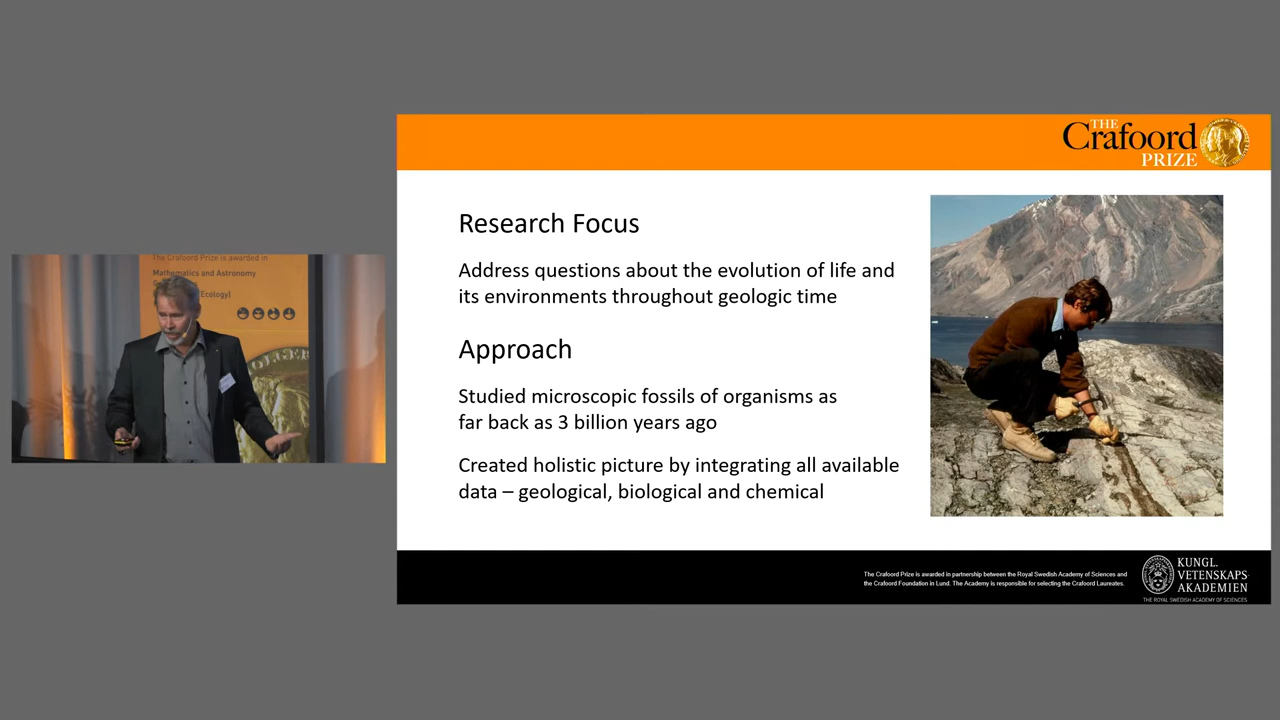 The Crafoord Prize is awarded in
Mathematics and Astronomy
Ecology)
THE
Crafoord
PRIZE
Research Focus
Address questions about the evolution of life and
its environments throughout geologic time
Approach
Studied microscopic fossils of organisms as
far back as 3 billion years ago
Created holistic picture by integrating all available
data – geological, biological and chemical
The Crafoord Prize is awarded in partnership between the Royal Swedish Academy of Sciences and
the Crafoord Foundation in Lund. The Academy is responsible for selecting the Crafoord Laureates.
KUNGL.
VETENSKAPS-
AKADEMIEN
THE ROYAL SWEDISH ACADEMY OF SCIENCES